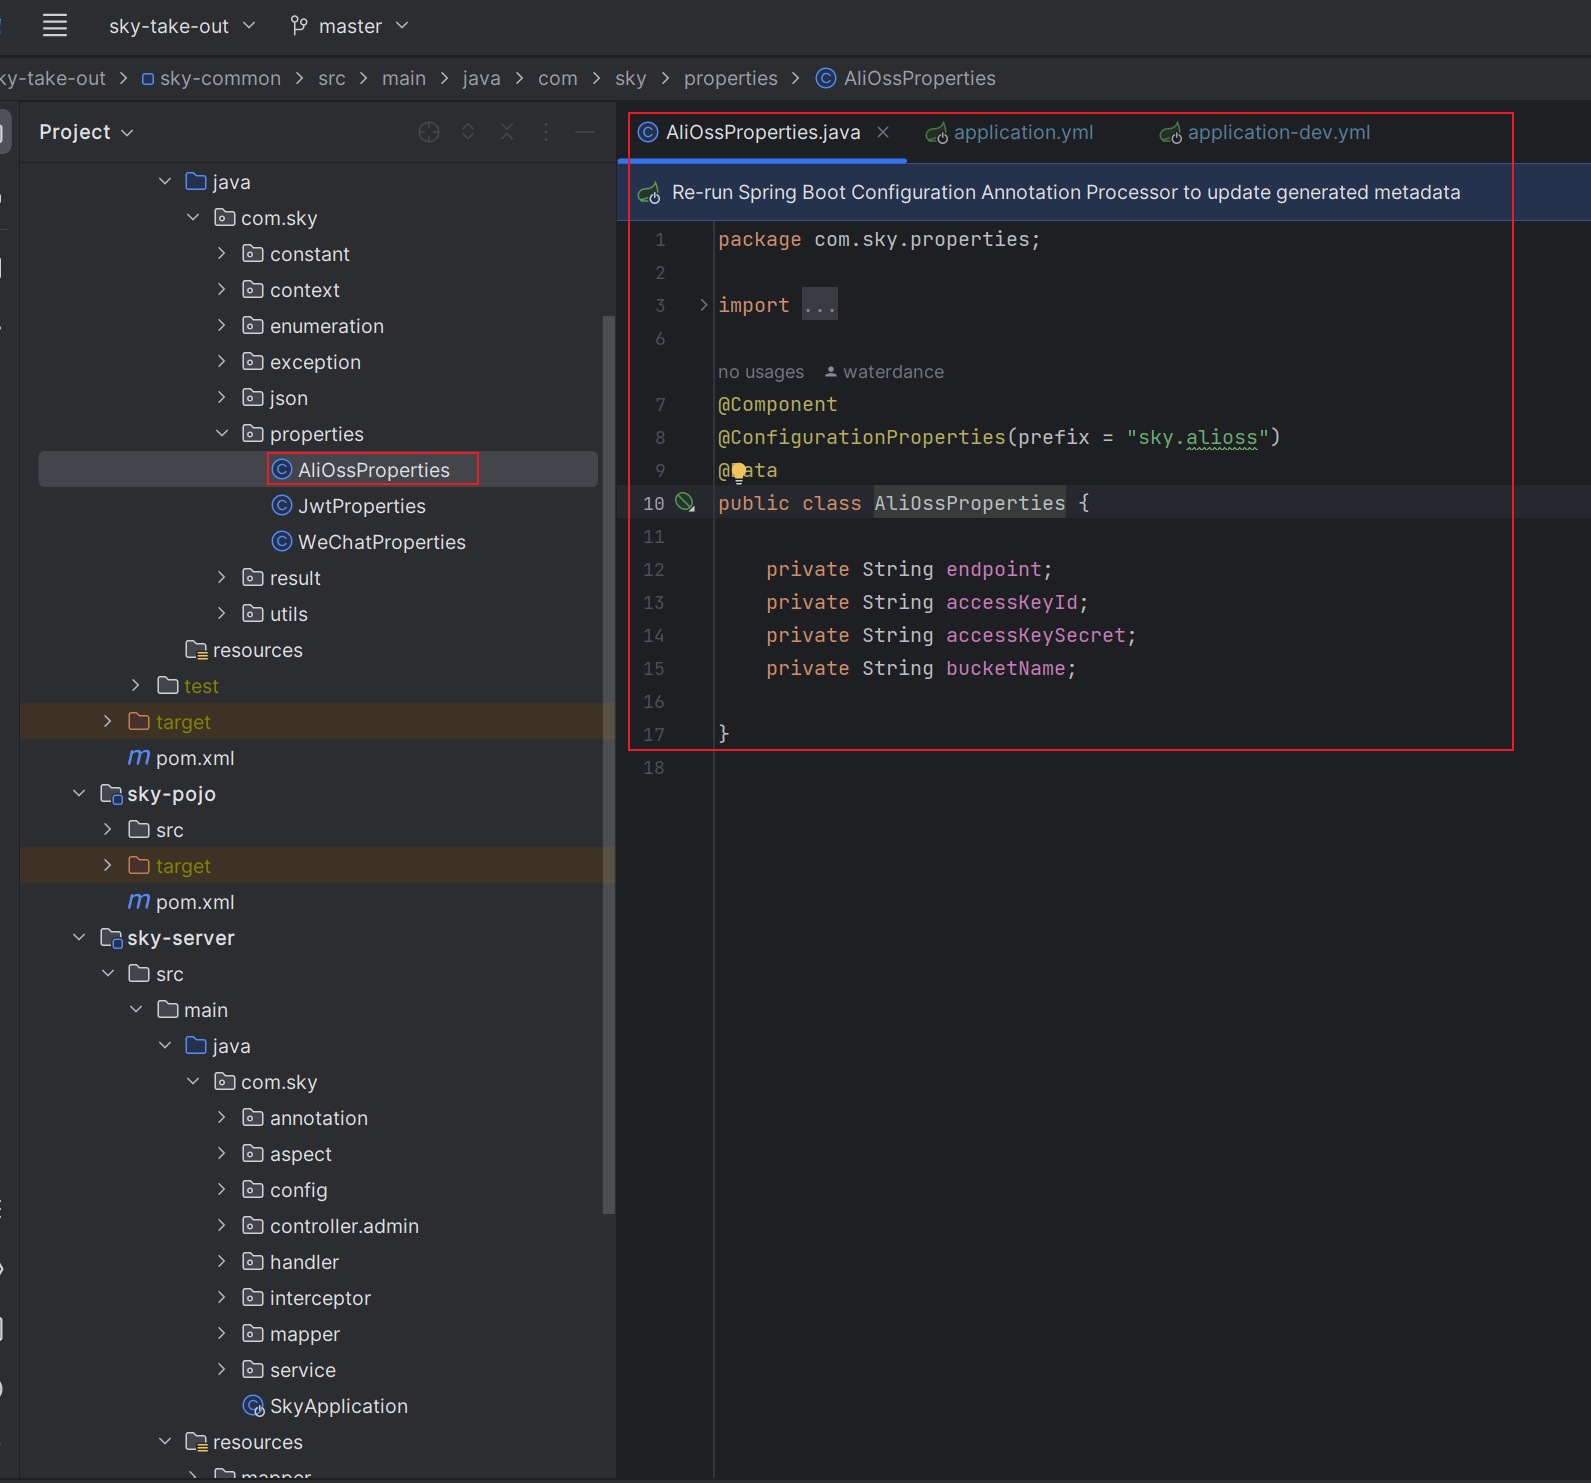 sky-take-out master
ky-take-out sky-common src main java com sky properties AliOssProperties
Project
java
com.sky
constant
context
enumeration
exception
json
properties
AliOssProperties
JwtProperties
WeChatProperties
result
utils
resources
test
target
pom.xml
sky-pojo
src
target
pom.xml
sky-server
src
main
java
com.sky
annotation
aspect
config
controller.admin
handler
interceptor
mapper
service
SkyApplication
resources
mapper
AliOssProperties.java application.yml application-dev.yml
Re-run Spring Boot Configuration Annotation Processor to update generated metadata
1 package com.sky.properties;
2
3 import ...
6
no usages waterdance
7 @Component
8 @ConfigurationProperties(prefix = "sky.alioss")
9 @Data
10 public class AliOssProperties {
11
12 private String endpoint;
13 private String accessKeyId;
14 private String accessKeySecret;
15 private String bucketName;
16
17 }
18